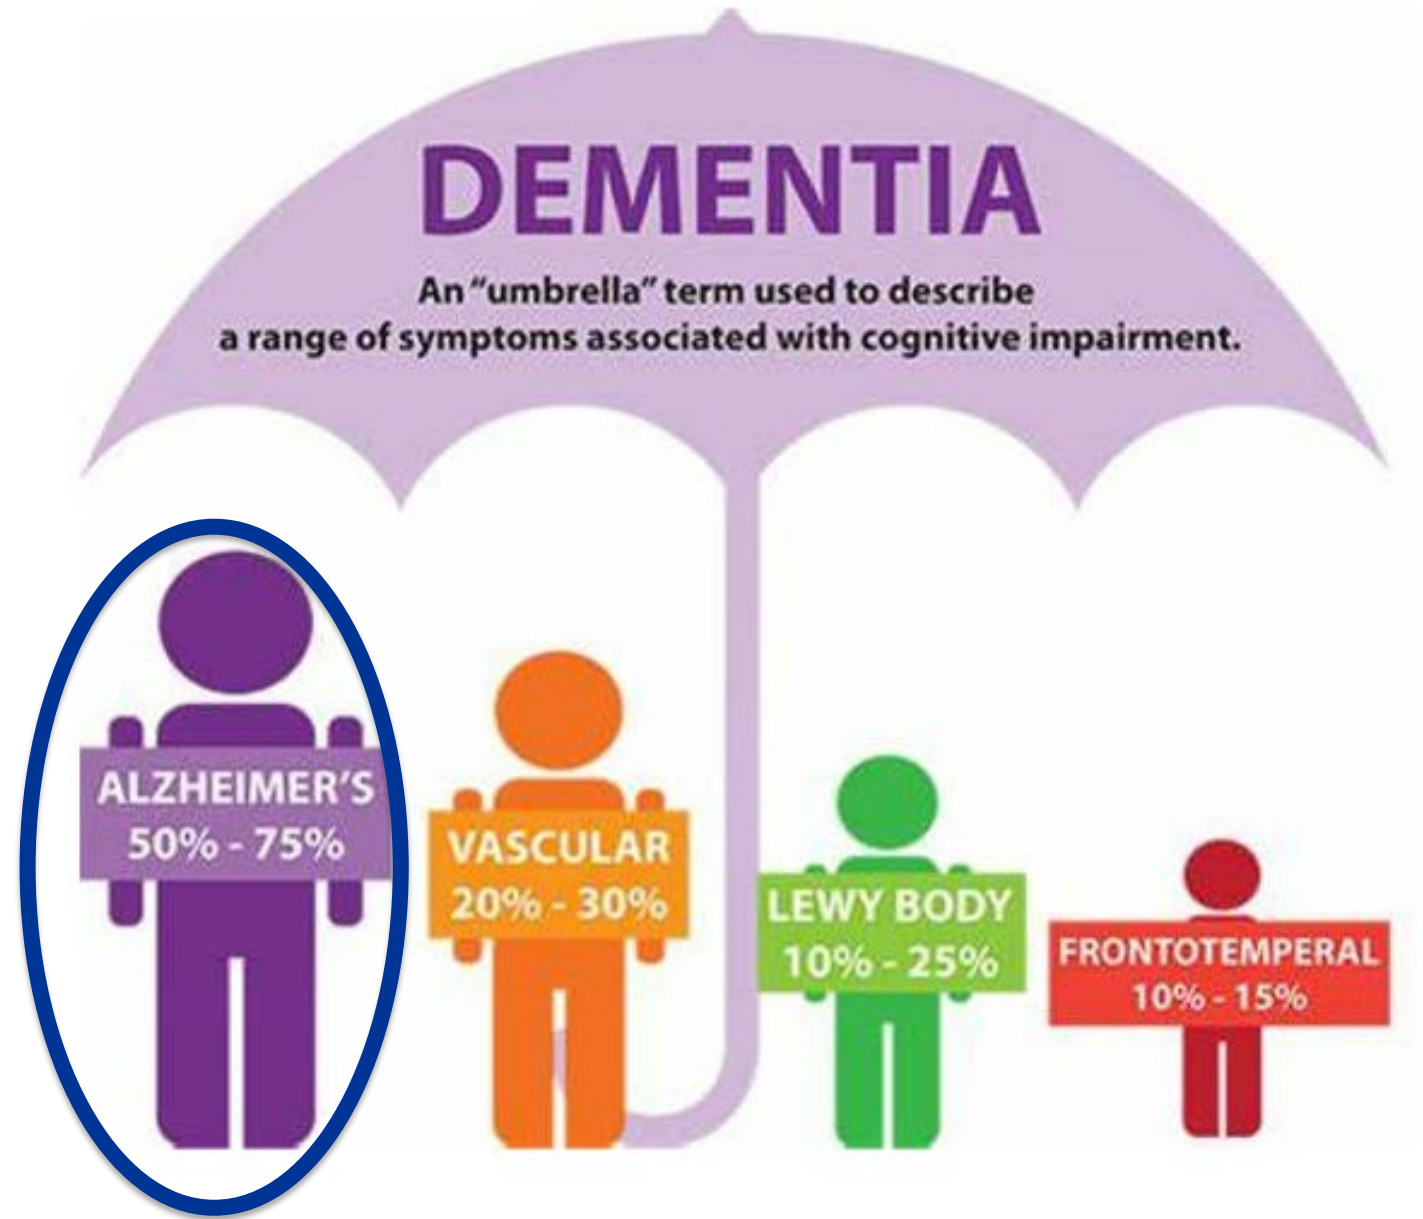 DEMENTIA
An “umbrella” term used to describe
a range of symptoms associated with cognitive impairment.
ALZHEIMER’S
50% - 75%
VASCULAR
20% - 30%
LEWY BODY
10% - 25%
FRONTOTEMPERAL
10% - 15%